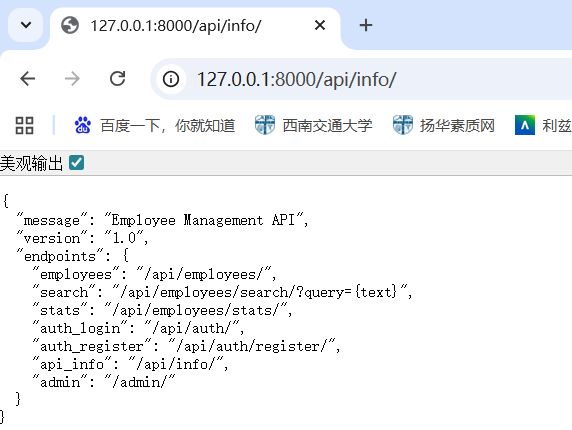 127.0.0.1:8000/api/info/
127.0.0.1:8000/api/info/
百度一下，你就知道 西南交通大学 扬华素质网 利兹
美观输出
{
  "message": "Employee Management API",
  "version": "1.0",
  "endpoints": {
    "employees": "/api/employees/",
    "search": "/api/employees/search/?query={text}",
    "stats": "/api/employees/stats/",
    "auth_login": "/api/auth/",
    "auth_register": "/api/auth/register/",
    "api_info": "/api/info/",
    "admin": "/admin/"
  }
}